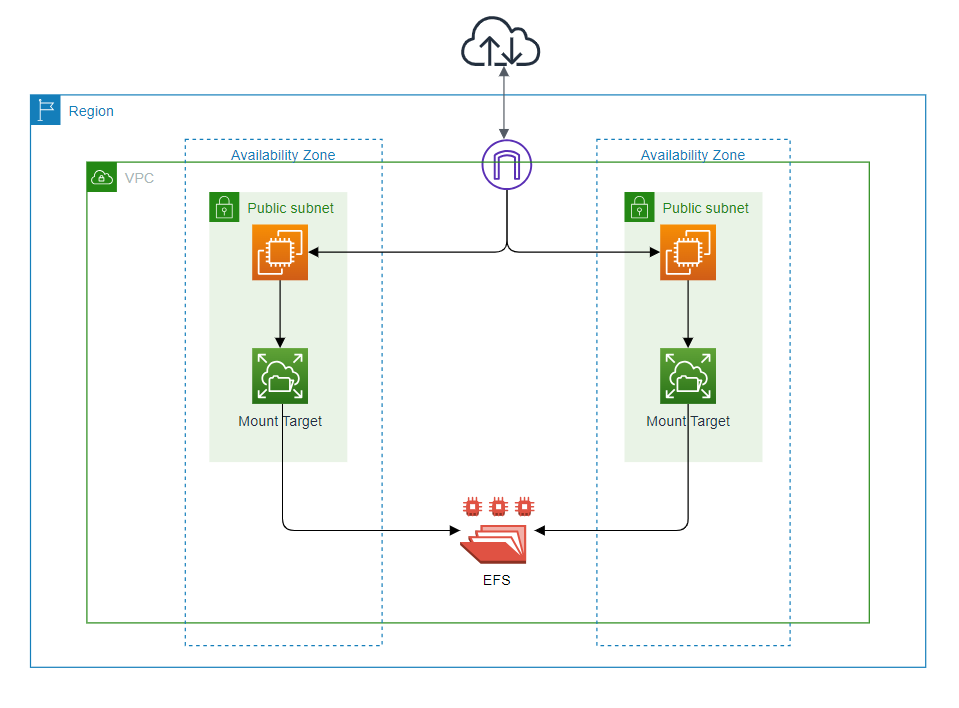 Region
Availability Zone
Availability Zone
VPC
Public subnet
Public subnet
Mount Target
Mount Target
EFS